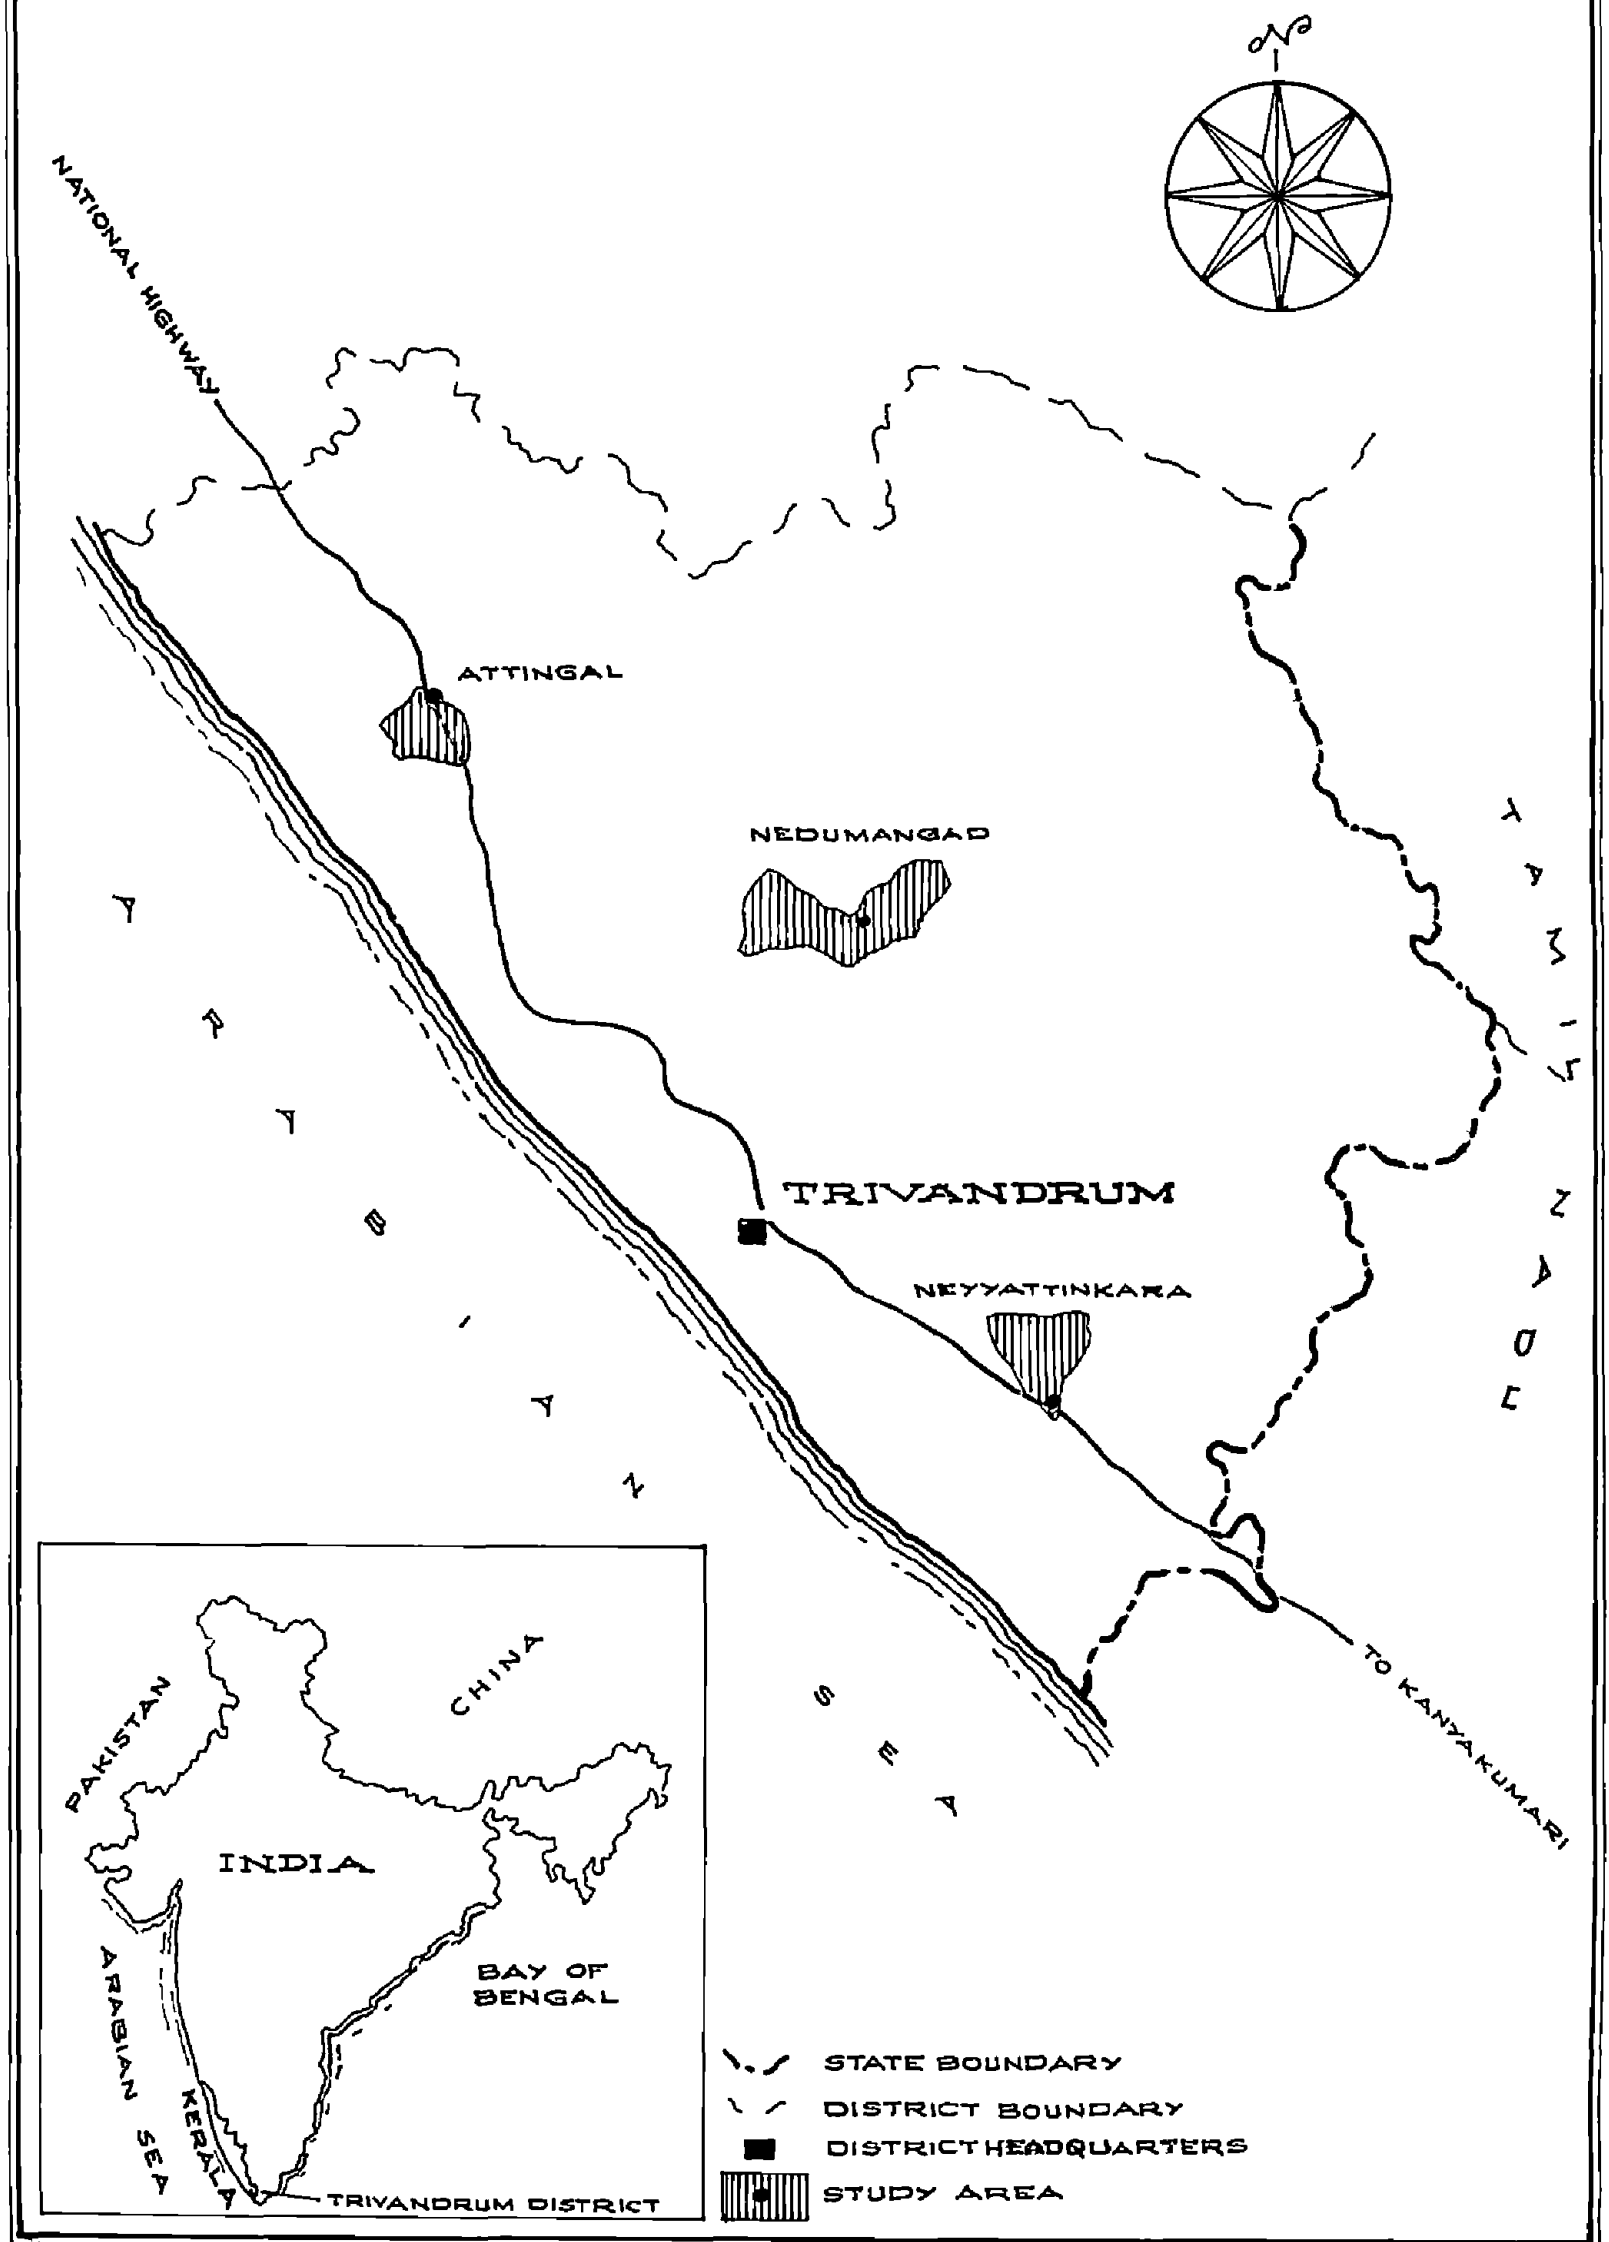 N
NATIONAL HIGHWAY
ATTINGAL
NEDUMANGAD
TAMIL NADU
TRIVANDRUM
NEYYATTINKARA
ARABIAN SEA
TO KANYAKUMARI
PAKISTAN
CHINA
INDIA
BAY OF
BENGAL
ARABIAN SEA
KERALA
TRIVANDRUM DISTRICT
STATE BOUNDARY
DISTRICT BOUNDARY
DISTRICT HEADQUARTERS
STUDY AREA